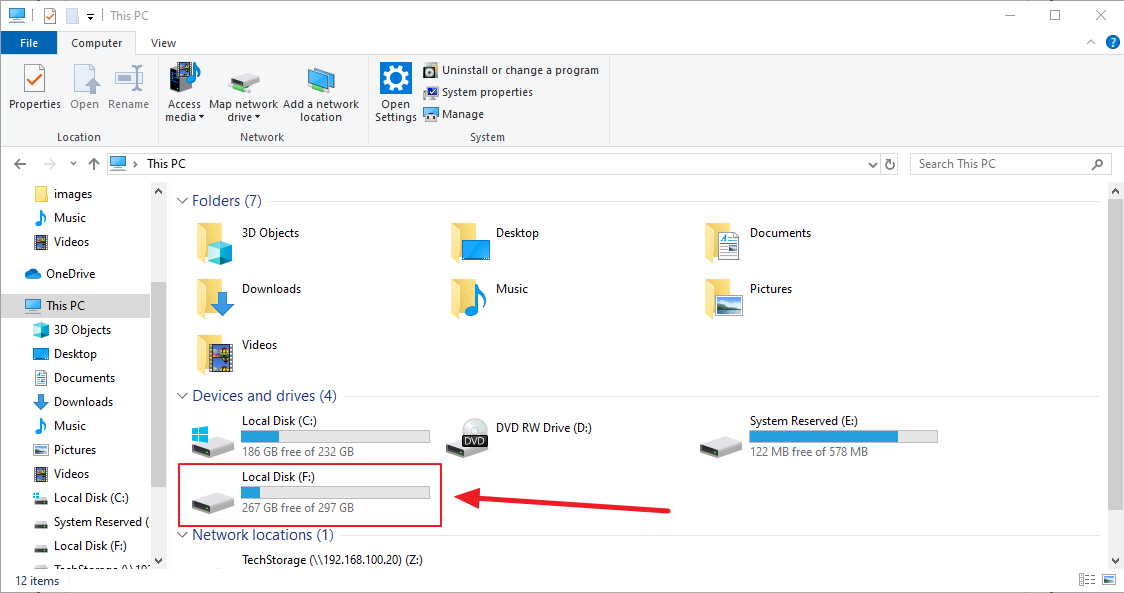 This PC
File Computer View
Properties Open Rename
Access media
Map network drive
Add a network location
Open Settings
Uninstall or change a program
System properties
Manage
Location Network System
This PC
Search This PC
images
Music
Videos
OneDrive
This PC
3D Objects
Desktop
Documents
Downloads
Music
Pictures
Videos
Local Disk (C:)
System Reserved (
Local Disk (F:)
Folders (7)
3D Objects
Desktop
Documents
Downloads
Music
Pictures
Videos
Devices and drives (4)
Local Disk (C:)
186 GB free of 232 GB
DVD
DVD RW Drive (D:)
System Reserved (E:)
122 MB free of 578 MB
Local Disk (F:)
267 GB free of 297 GB
Network locations (1)
TechStorage (\\192.168.100.20) (Z:)
12 items